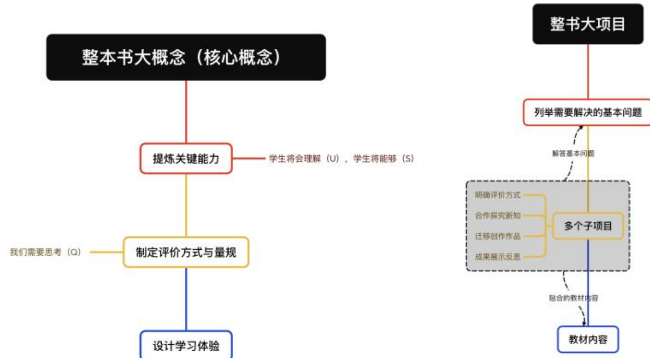 整本书大概念（核心概念）
提炼关键能力
学生将会理解（U），学生将能够（S）
我们需要思考（Q）
制定评价方式与量规
设计学习体验
整书大项目
列举需要解决的基本问题
解答基本问题
明确评价方式
合作探究新知
迁移创作作品
成果展示反思
多个子项目
贴合的教材内容
教材内容